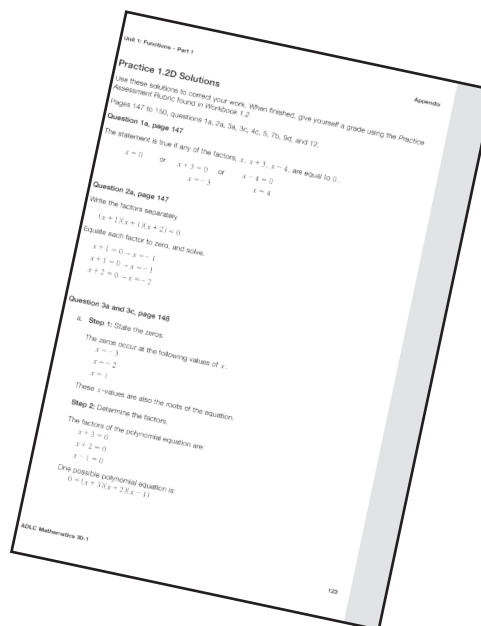 Unit 1: Functions – Part 1
Appendix
Practice 1.2D Solutions
Use these solutions to correct your work. When finished, give yourself a grade using the Practice
Assessment Rubric found in Workbook 1.2
Pages 147 to 150, questions 1a, 2a, 3a, 3c, 4c, 5, 7b, 9d, and 12.
Question 1a, page 147
The statement is true if any of the factors, x, x + 3, x − 4, are equal to 0.
x = 0 or x + 3 = 0 or x − 4 = 0
x = − 3 x = 4
Question 2a, page 147
Write the factors separately.
(x + 1)(x + 1)(x + 2) = 0
Equate each factor to zero, and solve.
x + 1 = 0 → x = − 1
x + 1 = 0 → x = − 1
x + 2 = 0 → x = − 2
Question 3a and 3c, page 148
a. Step 1: State the zeros.
The zeros occur at the following values of x.
x = − 3
x = − 2
x = 1
These x-values are also the roots of the equation.
Step 2: Determine the factors.
The factors of the polynomial equation are:
x + 3 = 0
x + 2 = 0
x − 1 = 0
One possible polynomial equation is:
0 = (x + 3)(x + 2)(x − 1)
ADLC Mathematics 30-1
123